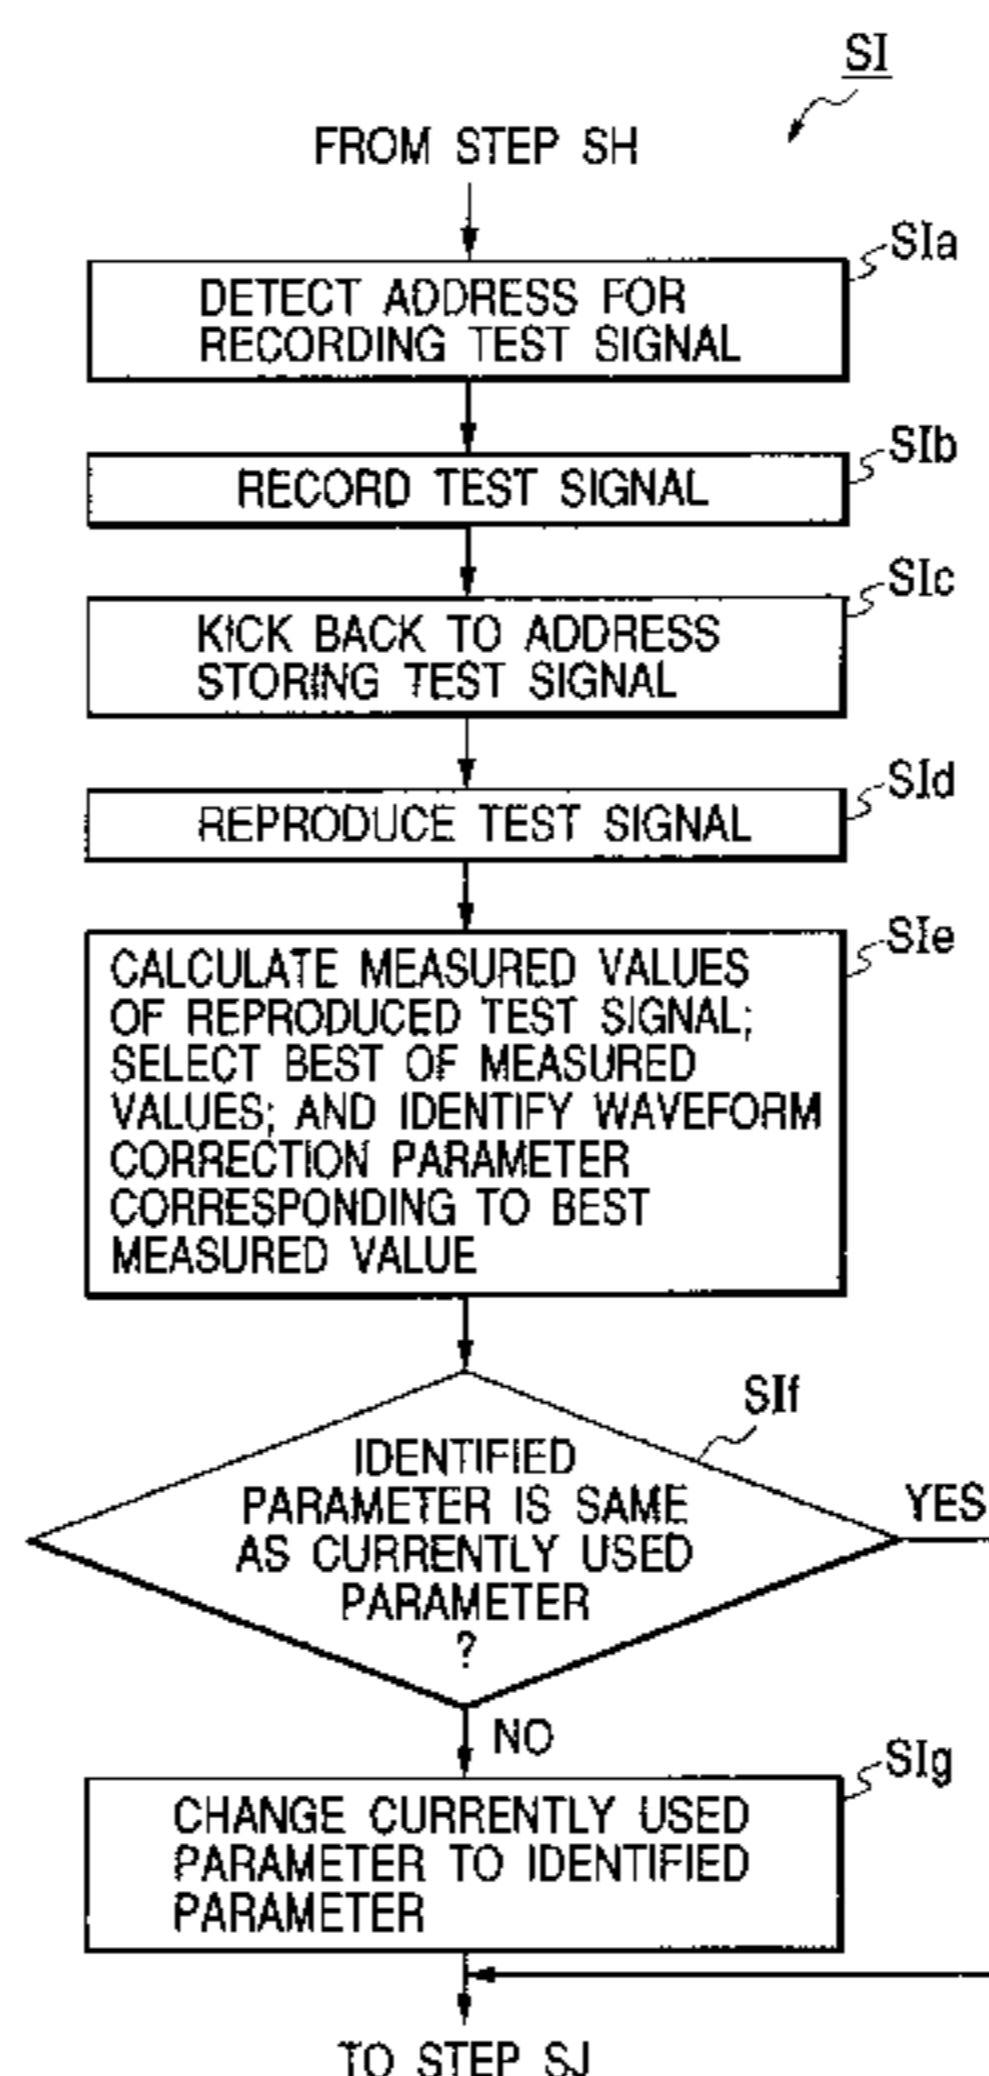 SI
FROM STEP SH
SIa
DETECT ADDRESS FOR
RECORDING TEST SIGNAL
SIb
RECORD TEST SIGNAL
SIc
KICK BACK TO ADDRESS
STORING TEST SIGNAL
SId
REPRODUCE TEST SIGNAL
SIe
CALCULATE MEASURED VALUES
OF REPRODUCED TEST SIGNAL;
SELECT BEST OF MEASURED
VALUES; AND IDENTIFY WAVEFORM
CORRECTION PARAMETER
CORRESPONDING TO BEST
MEASURED VALUE
SIf
IDENTIFIED
PARAMETER IS SAME
AS CURRENTLY USED
PARAMETER
?
YES
NO
SIg
CHANGE CURRENTLY USED
PARAMETER TO IDENTIFIED
PARAMETER
TO STEP SJ